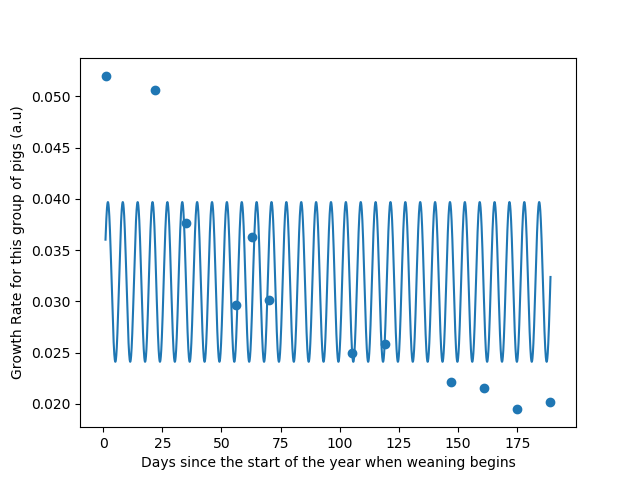 0.050
0.045
0.040
0.035
0.030
0.025
0.020
Growth Rate for this group of pigs (a.u)
0 25 50 75 100 125 150 175
Days since the start of the year when weaning begins